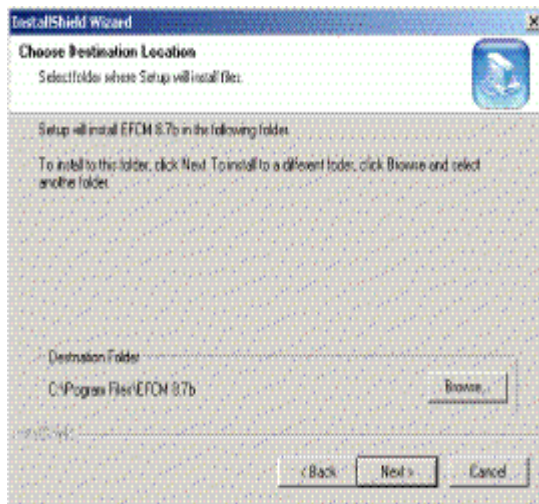 InstallShield Wizard
Choose Destination Location
Select folder where Setup will install files.
Setup will install EFCM 8.7b in the following folder.
To install to this folder, click Next. To install to a different folder, click Browse and select
another folder.
Destination Folder
C:\Program Files\EFCM 8.7b
Browse...
InstallShield
< Back
Next >
Cancel